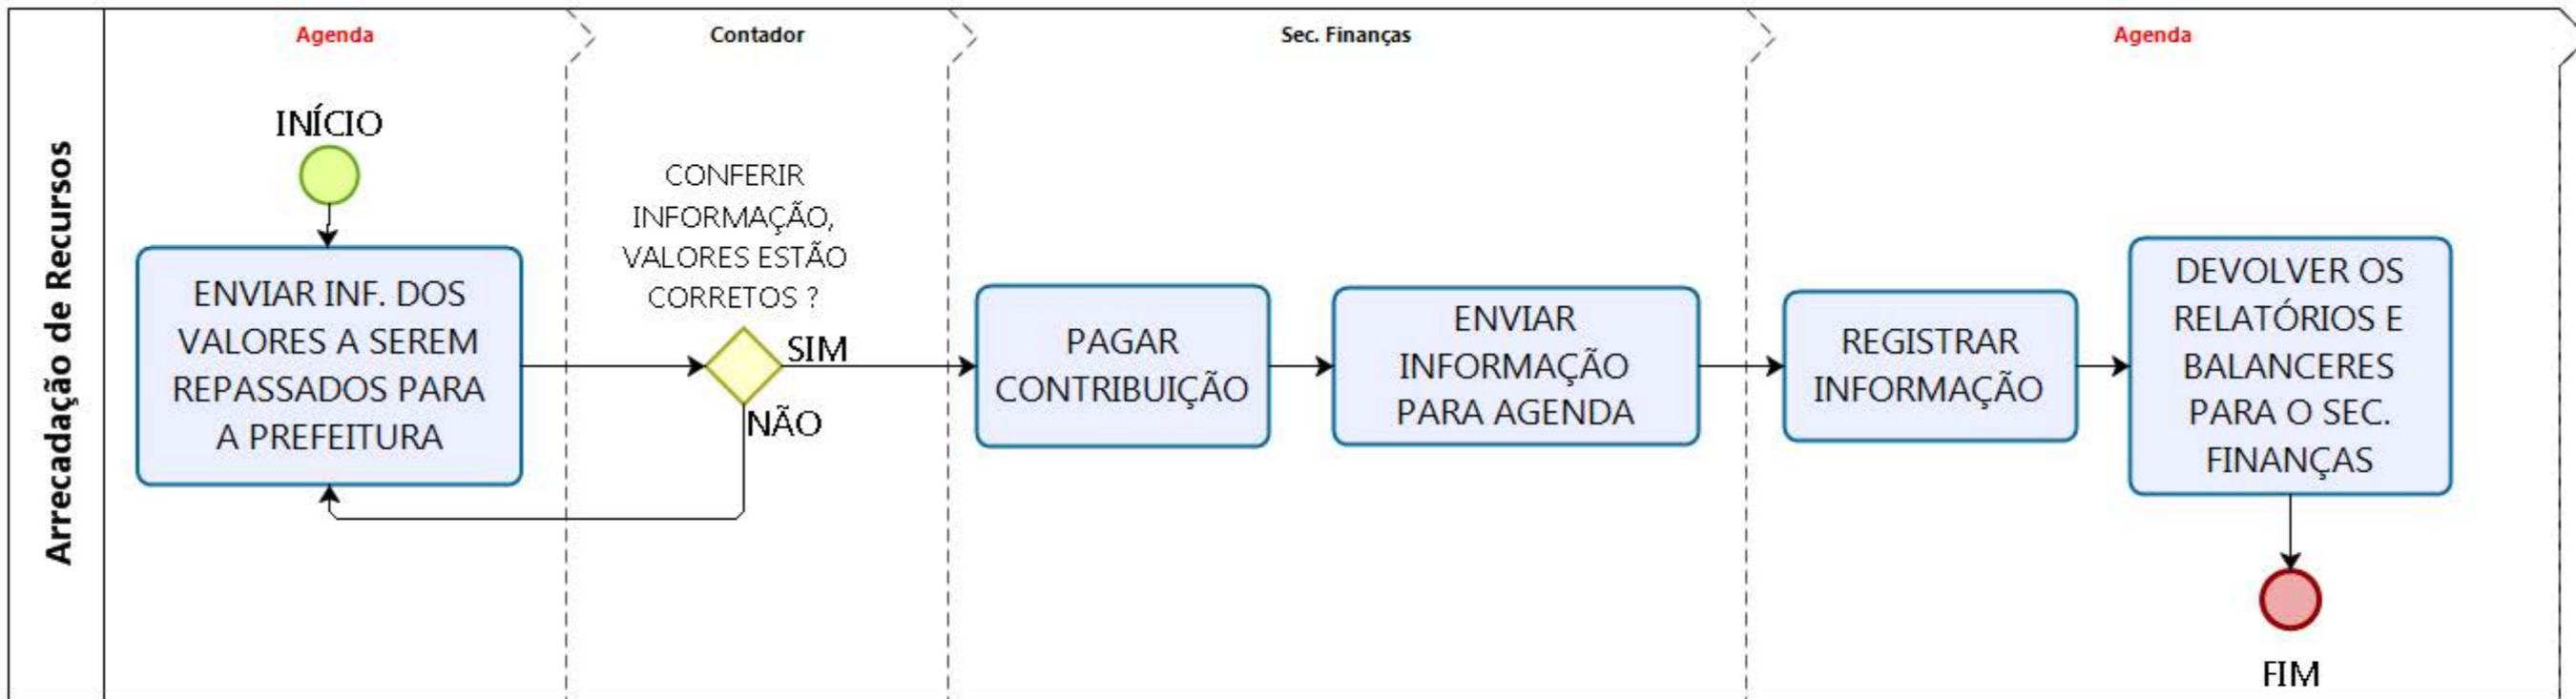 Arrecadação de Recursos
Agenda
Contador
Sec. Finanças
Agenda
INÍCIO
ENVIAR INF. DOS
VALORES A SEREM
REPASSADOS PARA
A PREFEITURA
CONFERIR
INFORMAÇÃO,
VALORES ESTÃO
CORRETOS ?
SIM
NÃO
PAGAR
CONTRIBUIÇÃO
ENVIAR
INFORMAÇÃO
PARA AGENDA
REGISTRAR
INFORMAÇÃO
DEVOLVER OS
RELATÓRIOS E
BALANCERES
PARA O SEC.
FINANÇAS
FIM